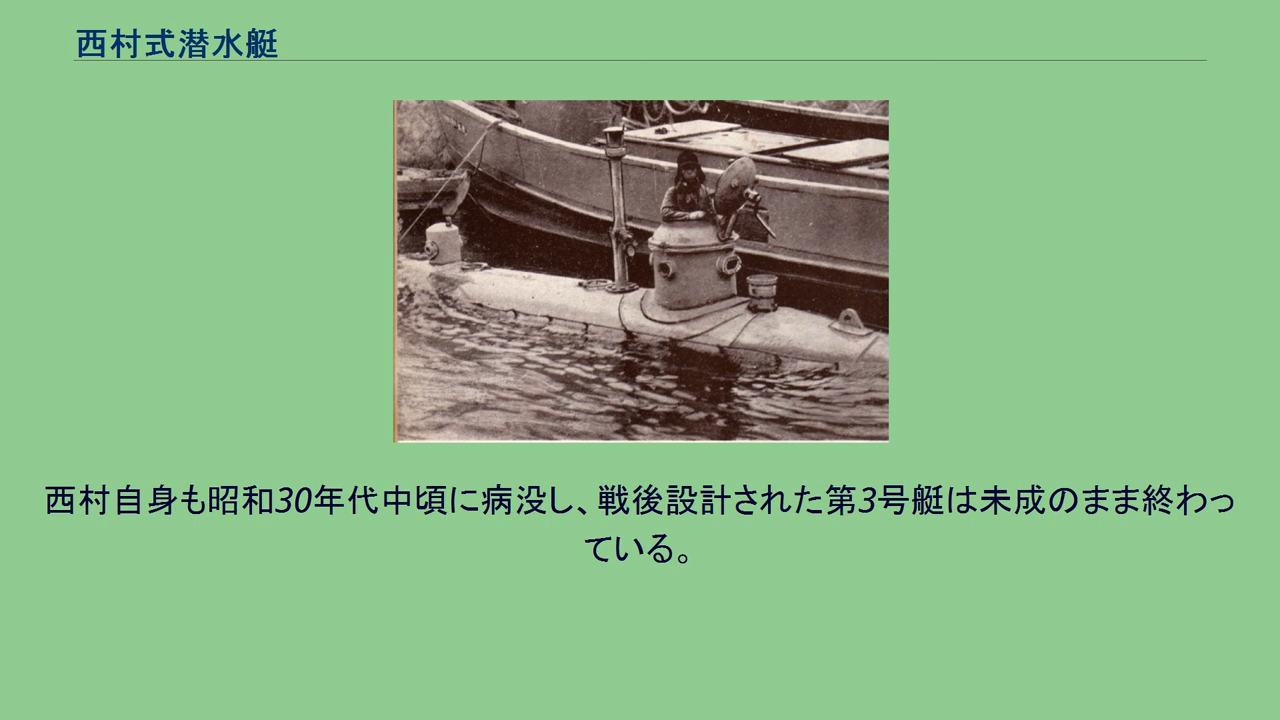 西村式潜水艇
西村自身も昭和30年代中頃に病没し、戦後設計された第3号艇は未成のまま終わっ
ている。